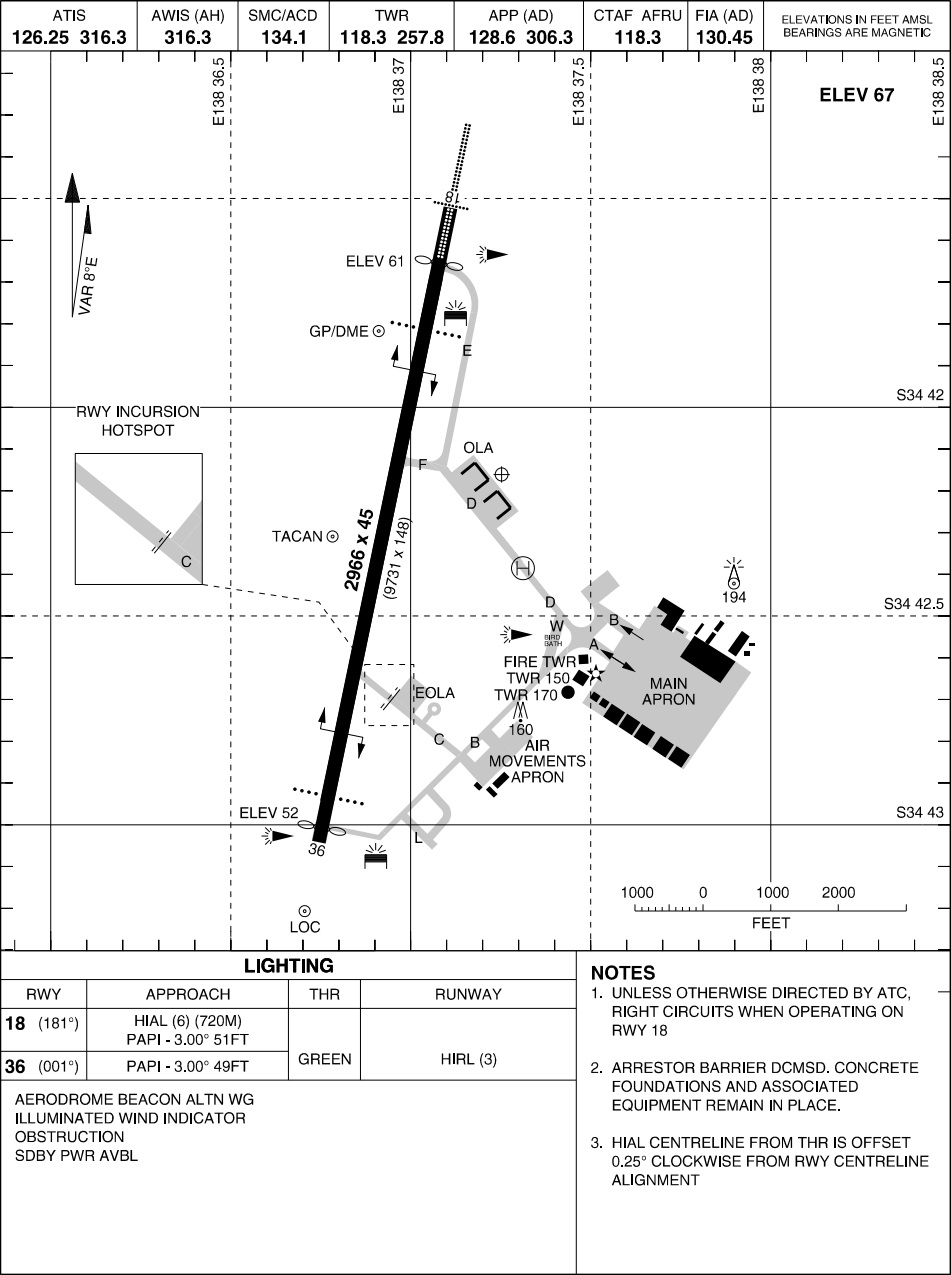 ATIS
126.25 316.3
AWIS (AH)
316.3
SMC/ACD
134.1
TWR
118.3 257.8
APP (AD)
128.6 306.3
CTAF AFRU
118.3
FIA (AD)
130.45
ELEVATIONS IN FEET AMSL
BEARINGS ARE MAGNETIC
E138 36.5
E138 37
E138 37.5
E138 38
E138 38.5
ELEV 67
VAR 8°E
18
ELEV 61
GP/DME
E
S34 42
RWY INCURSION
HOTSPOT
C
F
OLA
D
TACAN
2966 x 45
(9731 x 148)
H
194
D
S34 42.5
W
BIRD
BATH
B
A
FIRE TWR
TWR 150
TWR 170
MAIN
APRON
EOLA
160
C
B
AIR
MOVEMENTS
APRON
ELEV 52
S34 43
L
36
LOC
1000 0 1000 2000
FEET
LIGHTING
RWY APPROACH THR RUNWAY
18 (181°)
HIAL (6) (720M)
PAPI - 3.00° 51FT
36 (001°)
PAPI - 3.00° 49FT
GREEN
HIRL (3)
AERODROME BEACON ALTN WG
ILLUMINATED WIND INDICATOR
OBSTRUCTION
SDBY PWR AVBL
NOTES
1. UNLESS OTHERWISE DIRECTED BY ATC,
RIGHT CIRCUITS WHEN OPERATING ON
RWY 18
2. ARRESTOR BARRIER DCMSD. CONCRETE
FOUNDATIONS AND ASSOCIATED
EQUIPMENT REMAIN IN PLACE.
3. HIAL CENTRELINE FROM THR IS OFFSET
0.25° CLOCKWISE FROM RWY CENTRELINE
ALIGNMENT